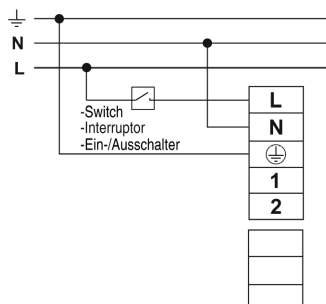 N
L
-Switch
-Interruptor
-Ein-/Ausschalter
L
N
1
2